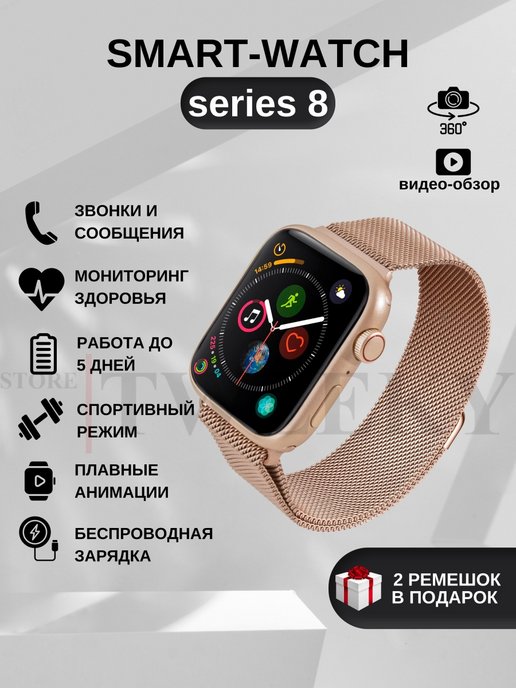 SMART-WATCH
series 8
360°
видео-обзор
ЗВОНКИ И
СООБЩЕНИЯ
МОНИТОРИНГ
ЗДОРОВЬЯ
РАБОТА ДО
5 ДНЕЙ
СПОРТИВНЫЙ
РЕЖИМ
ПЛАВНЫЕ
АНИМАЦИИ
БЕСПРОВОДНАЯ
ЗАРЯДКА
14:59
STORE
2 РЕМЕШОК
В ПОДАРОК